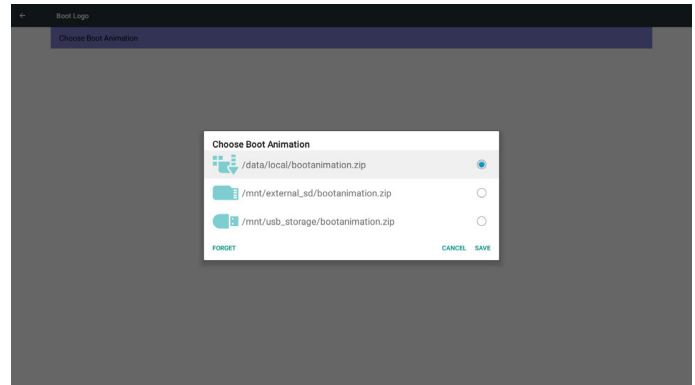 Boot Logo
Choose Boot Animation
Choose Boot Animation
/data/local/bootanimation.zip
/mnt/external_sd/bootanimation.zip
/mnt/usb_storage/bootanimation.zip
FORGET CANCEL SAVE